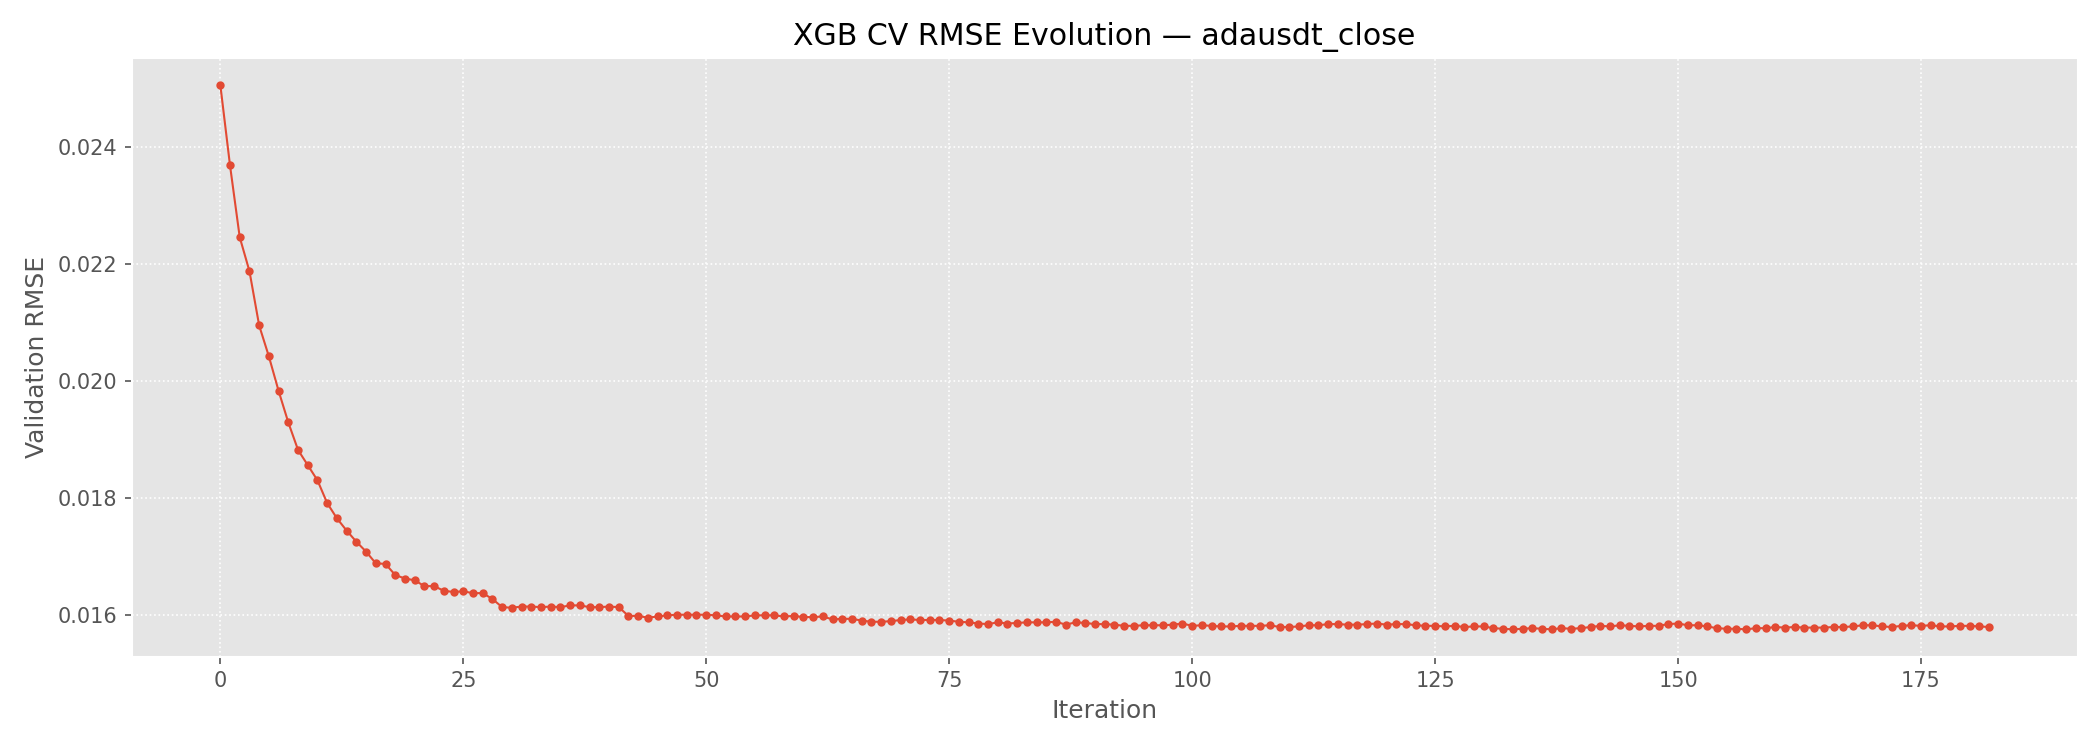 XGB CV RMSE Evolution — adausdt_close
Validation RMSE
0.024
0.022
0.020
0.018
0.016
0 25 50 75 100 125 150 175
Iteration